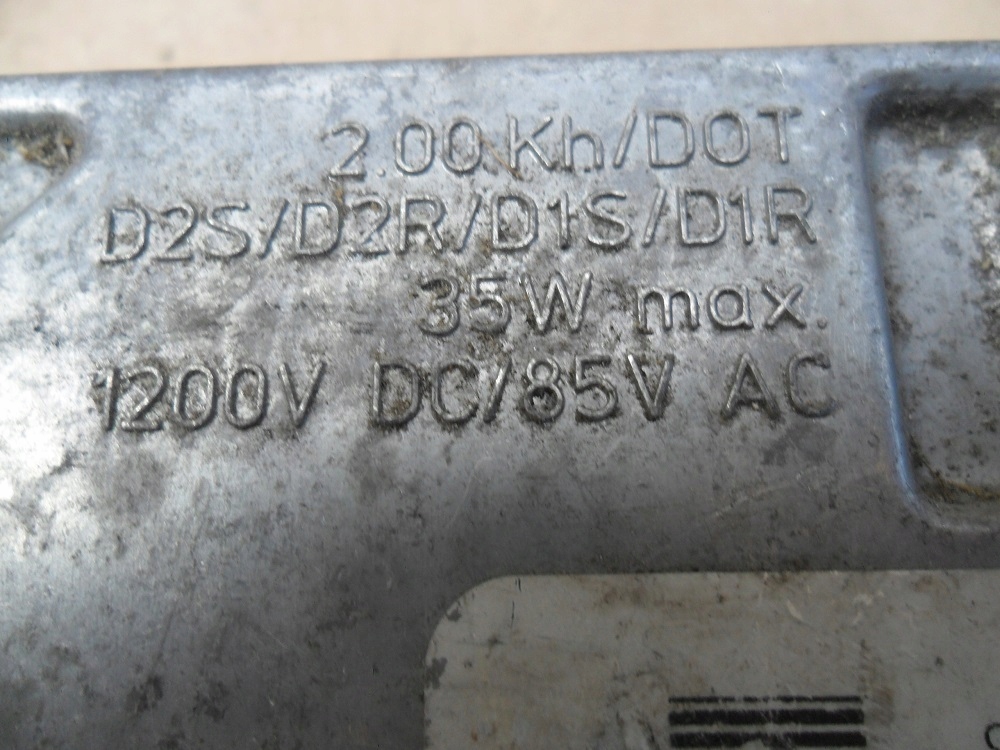 2.00 Kh/DOT
D2S/D2R/D1S/D1R
35W max.
1200V DC/85V AC